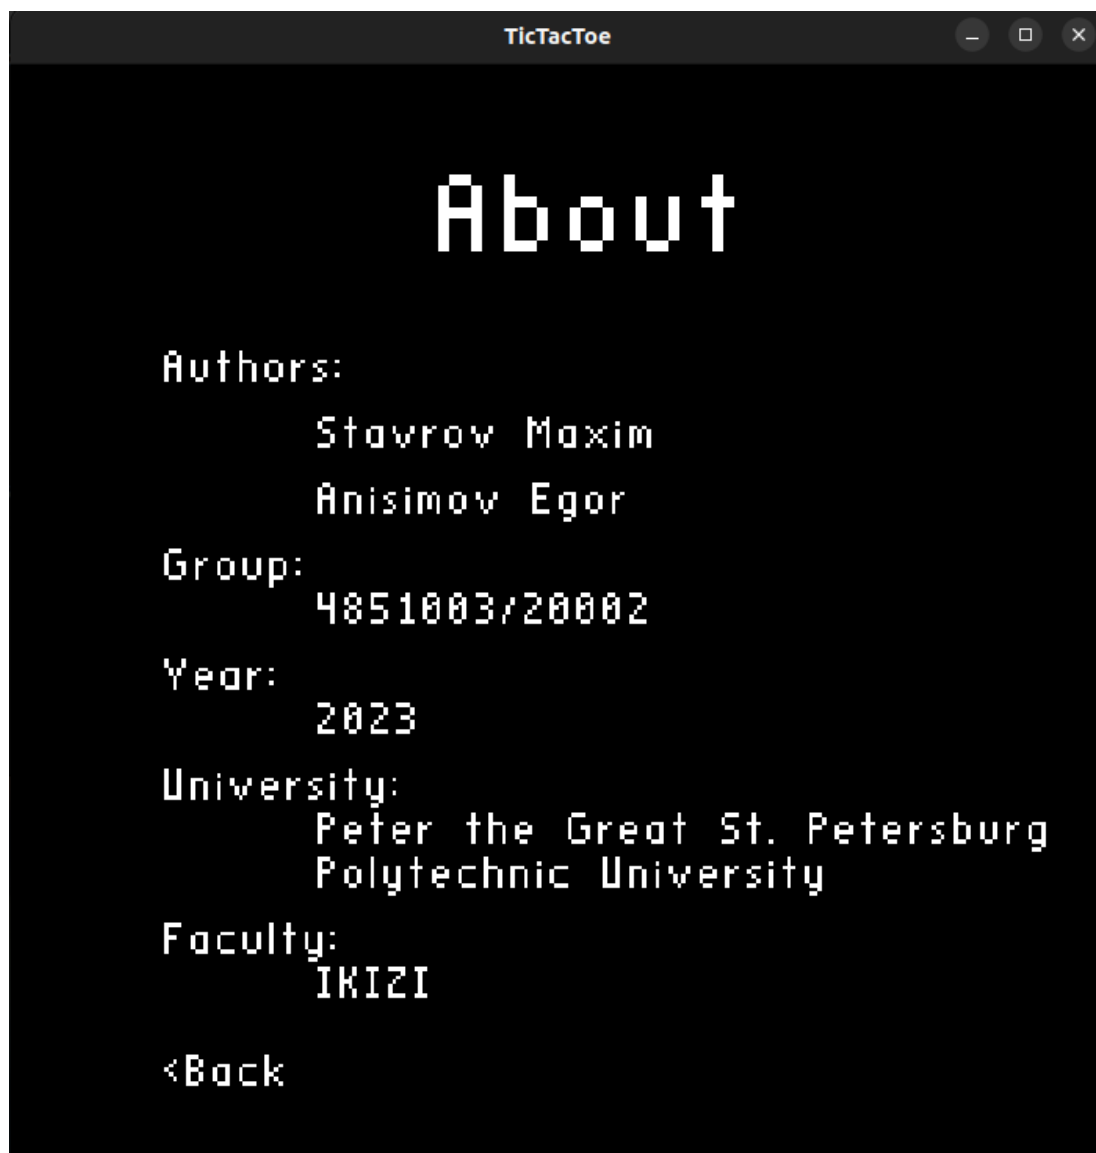 TicTacToe
About
Authors:
Stavrov Maxim
Anisimov Egor
Group:
4851003/20002
Year:
2023
University:
Peter the Great St. Petersburg
Polytechnic University
Faculty:
IKIZI
<Back